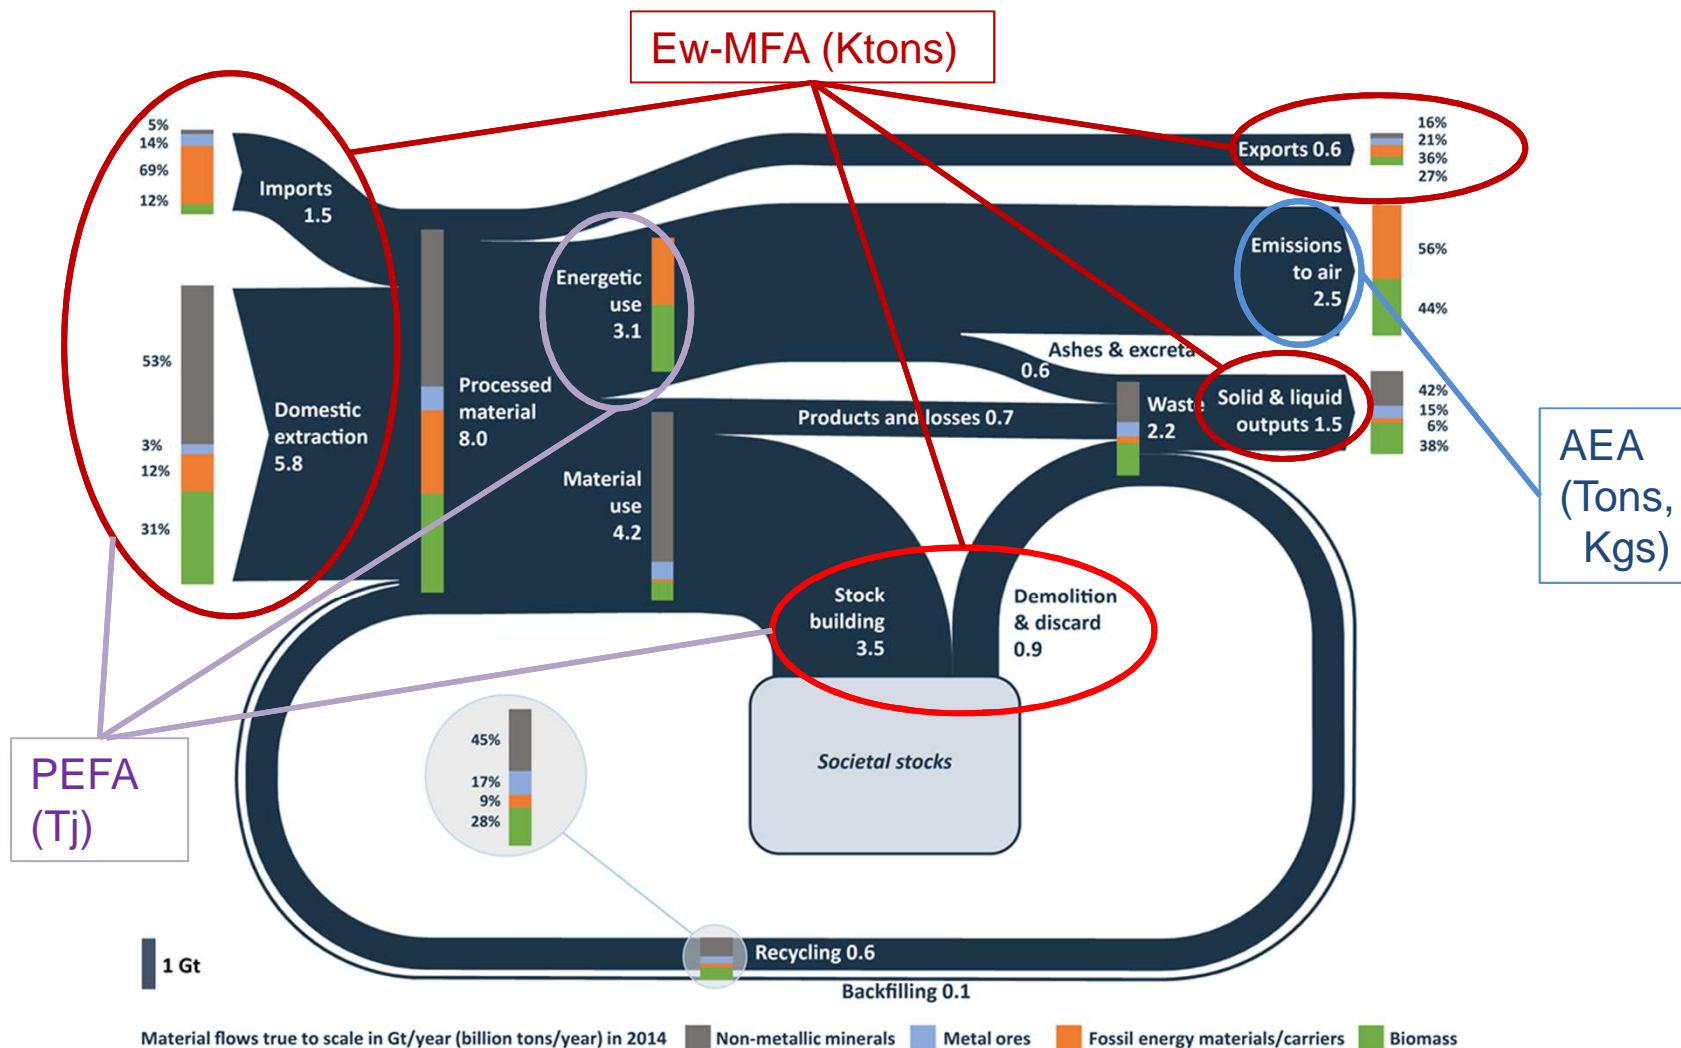 Ew-MFA (Ktons)
5%
14%
69%
12%
Imports
1.5
Exports 0.6
16%
21%
36%
27%
Energetic
use
3.1
Emissions
to air
2.5
56%
44%
53%
3%
12%
31%
Domestic
extraction
5.8
Processed
material
8.0
Ashes & excreta
0.6
Products and losses 0.7
Waste
2.2
Solid & liquid
outputs 1.5
42%
15%
6%
38%
AEA
(Tons,
Kgs)
Material
use
4.2
Stock
building
3.5
Demolition
& discard
0.9
PEFA
(Tj)
45%
17%
9%
28%
Societal stocks
Recycling 0.6
Backfilling 0.1
1 Gt
Material flows true to scale in Gt/year (billion tons/year) in 2014 Non-metallic minerals Metal ores Fossil energy materials/carriers Biomass